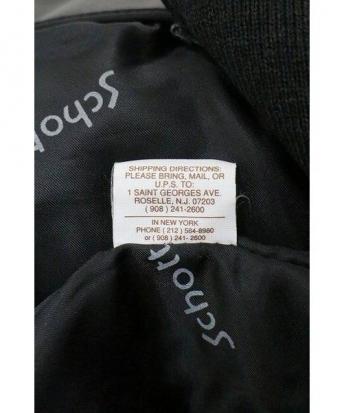 Schott
SHIPPING DIRECTIONS:
PLEASE BRING, MAIL, OR
U.P.S. TO:
1 SAINT GEORGES AVE.
ROSELLE, N.J. 07203
( 908 ) 241-2600
IN NEW YORK
PHONE ( 212 ) 564-8980
or ( 908 ) 241- 2600
Schott